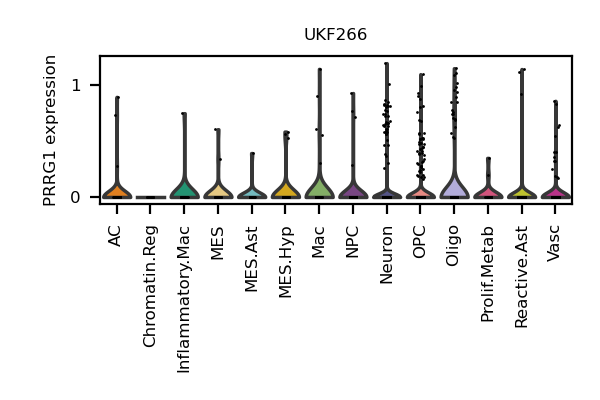 UKF266
PRRG1 expression
1
0
AC
Chromatin.Reg
Inflammatory.Mac
MES
MES.Ast
MES.Hyp
Mac
NPC
Neuron
OPC
Oligo
Prolif.Metab
Reactive.Ast
Vasc